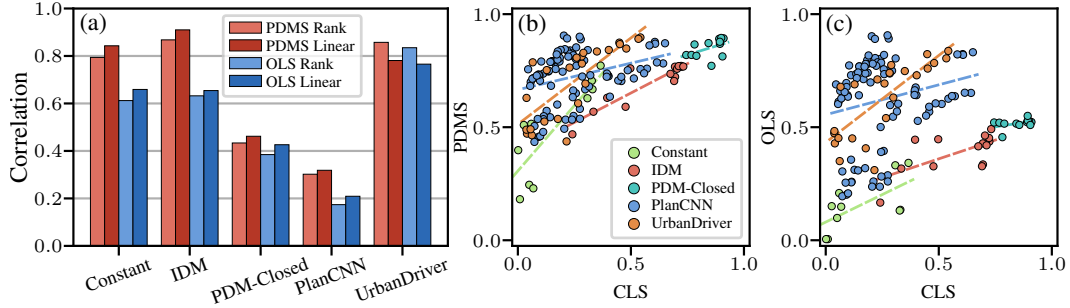 (a)
1.0
0.8
0.6
0.4
0.2
0.0
Correlation
PDMS Rank
PDMS Linear
OLS Rank
OLS Linear
Constant
IDM
PDM-Closed
PlanCNN
UrbanDriver
(b)
1.0
0.5
0.0
PDMS
Constant
IDM
PDM-Closed
PlanCNN
UrbanDriver
0.0
0.5
1.0
CLS
(c)
1.0
0.5
0.0
OLS
0.0
0.5
1.0
CLS